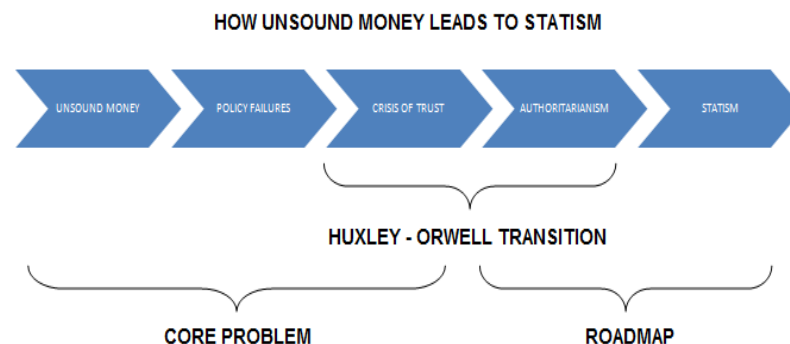 HOW UNSOUND MONEY LEADS TO STATISM
UNSOUND MONEY
POLICY FAILURES
CRISIS OF TRUST
AUTHORITARIANISM
STATISM
HUXLEY - ORWELL TRANSITION
CORE PROBLEM
ROADMAP